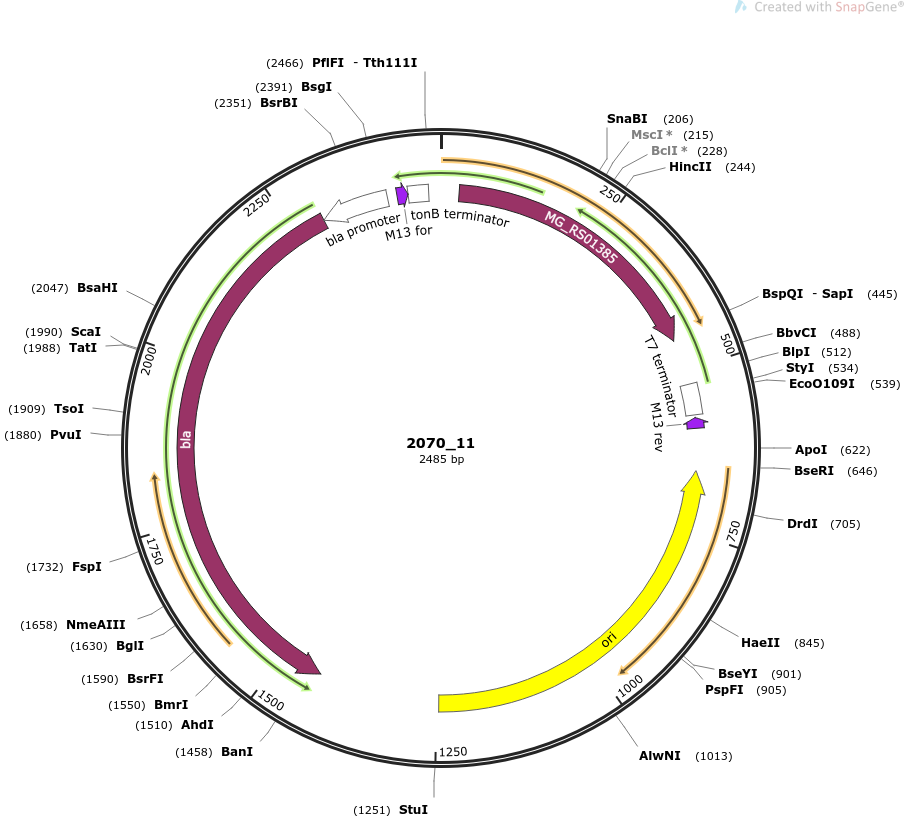 Created with SnapGene®
(2466) PflFI - Tth111I
(2391) BsgI
(2351) BsrBI
SnaBI (206)
MscI * (215)
BclI * (228)
HincII (244)
250
2250
bla promoter
M13 for
tonB terminator
MG_RS01385
(2047) BsaHI
BspQI - SapI (445)
(1990) ScaI
(1988) TatI
2000
500
BbvCI (488)
BlpI (512)
StyI (534)
EcoO109I (539)
T7 terminator
M13 rev
(1909) TsoI
(1880) PvuI
bla
2070_11
2485 bp
ApoI (622)
BseRI (646)
DrdI (705)
750
1750
(1732) FspI
(1658) NmeAIII
(1630) BglI
ori
HaeII (845)
BseYI (901)
PspFI (905)
(1590) BsrFI
(1550) BmrI
(1510) AhdI
1500
1000
(1458) BanI
1250
AlwNI (1013)
(1251) StuI